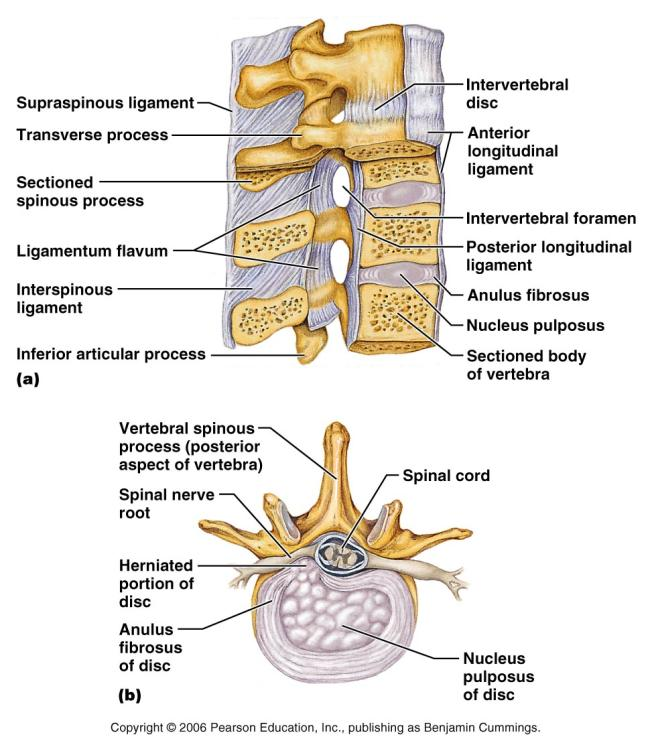 Supraspinous ligament
Transverse process
Sectioned
spinous process
Ligamentum flavum
Interspinous
ligament
Inferior articular process
(a)
Intervertebral
disc
Anterior
longitudinal
ligament
Intervertebral foramen
Posterior longitudinal
ligament
Anulus fibrosus
Nucleus pulposus
Sectioned body
of vertebra
Vertebral spinous
process (posterior
aspect of vertebra)
Spinal nerve
root
Herniated
portion of
disc
Anulus
fibrosus
of disc
(b)
Spinal cord
Nucleus
pulposus
of disc
Copyright © 2006 Pearson Education, Inc., publishing as Benjamin Cummings.